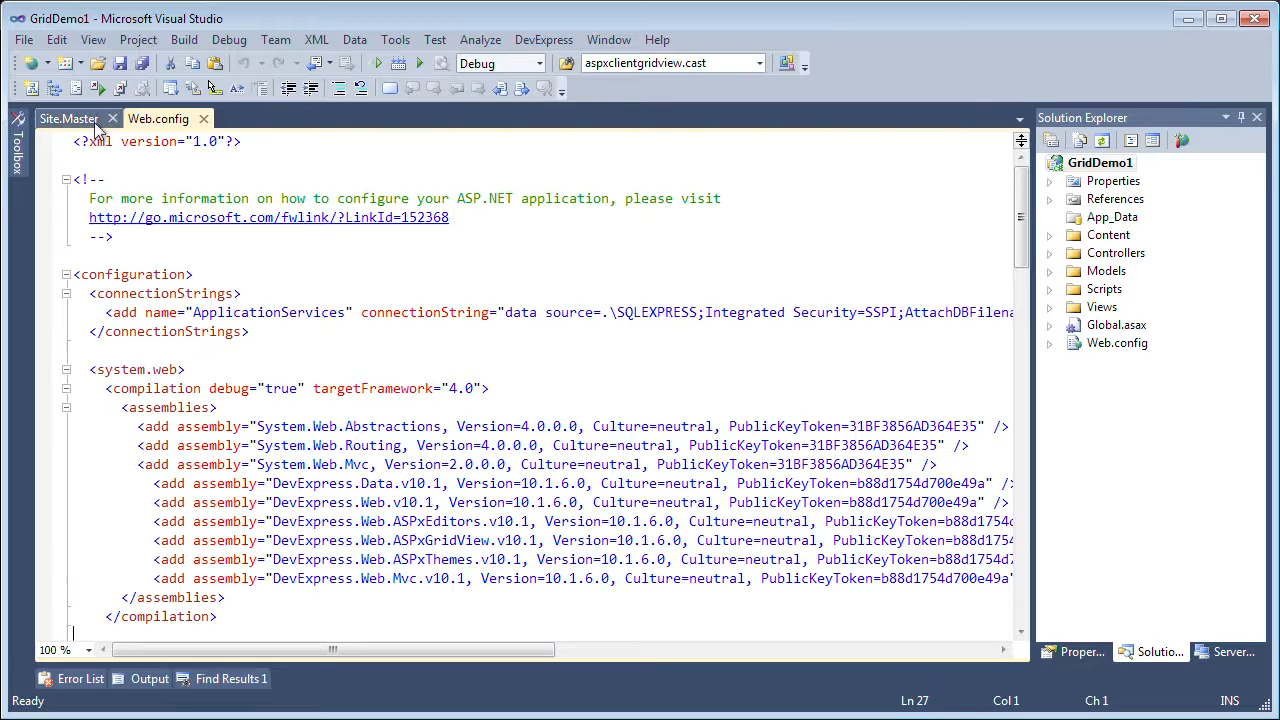 GridDemo1 - Microsoft Visual Studio
File Edit View Project Build Debug Team XML Data Tools Test Analyze DevExpress Window Help
Debug aspxclientgridview.cast
Toolbox
Site.Master Web.config
<?xml version="1.0"?>
<!--
For more information on how to configure your ASP.NET application, please visit
http://go.microsoft.com/fwlink/?LinkId=152368
-->
<configuration>
<connectionStrings>
<add name="ApplicationServices" connectionString="data source=.\SQLEXPRESS;Integrated Security=SSPI;AttachDBFilena
</connectionStrings>
<system.web>
<compilation debug="true" targetFramework="4.0">
<assemblies>
<add assembly="System.Web.Abstractions, Version=4.0.0.0, Culture=neutral, PublicKeyToken=31BF3856AD364E35" />
<add assembly="System.Web.Routing, Version=4.0.0.0, Culture=neutral, PublicKeyToken=31BF3856AD364E35" />
<add assembly="System.Web.Mvc, Version=2.0.0.0, Culture=neutral, PublicKeyToken=31BF3856AD364E35" />
<add assembly="DevExpress.Data.v10.1, Version=10.1.6.0, Culture=neutral, PublicKeyToken=b88d1754d700e49a" />
<add assembly="DevExpress.Web.v10.1, Version=10.1.6.0, Culture=neutral, PublicKeyToken=b88d1754d700e49a" />
<add assembly="DevExpress.Web.ASPxEditors.v10.1, Version=10.1.6.0, Culture=neutral, PublicKeyToken=b88d1754d
<add assembly="DevExpress.Web.ASPxGridView.v10.1, Version=10.1.6.0, Culture=neutral, PublicKeyToken=b88d1754
<add assembly="DevExpress.Web.ASPxThemes.v10.1, Version=10.1.6.0, Culture=neutral, PublicKeyToken=b88d1754d7
<add assembly="DevExpress.Web.Mvc.v10.1, Version=10.1.6.0, Culture=neutral, PublicKeyToken=b88d1754d700e49a"
</assemblies>
</compilation>
100 %
Solution Explorer
GridDemo1
Properties
References
App_Data
Content
Controllers
Models
Scripts
Views
Global.asax
Web.config
Proper... Solutio... Server...
Error List Output Find Results 1
Ready Ln 27 Col 1 Ch 1 INS